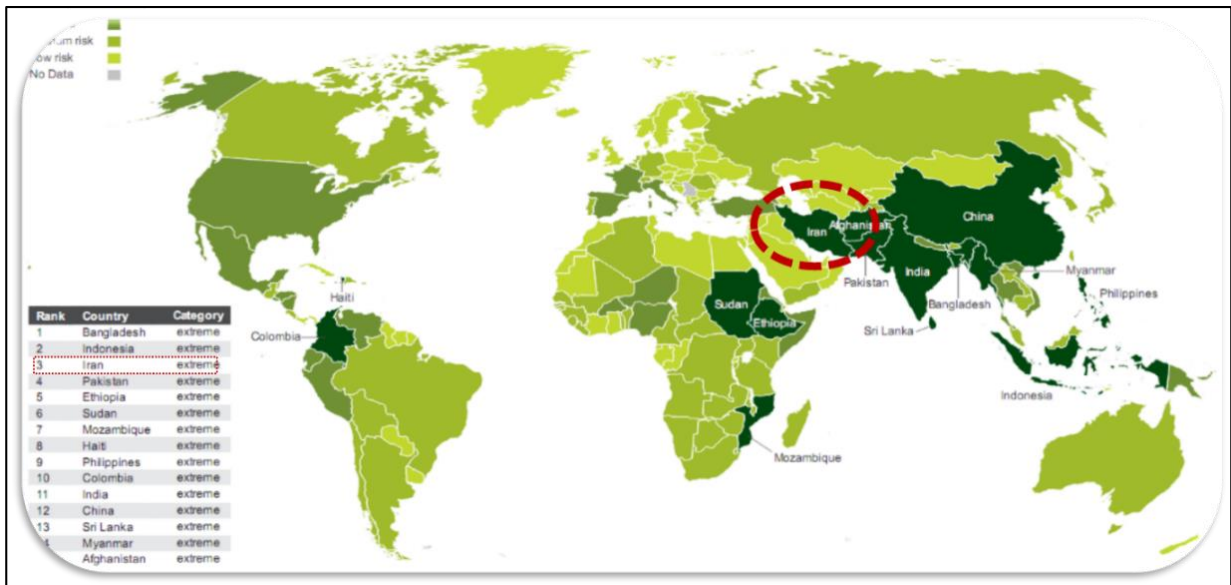 risk
risk
No Data
Rank Country Category
1 Bangladesh extreme
2 Indonesia extreme
3 Iran extreme
4 Pakistan extreme
5 Ethiopia extreme
6 Sudan extreme
7 Mozambique extreme
8 Haiti extreme
9 Philippines extreme
10 Colombia extreme
11 India extreme
12 China extreme
13 Sri Lanka extreme
Myanmar extreme
Afghanistan extreme
Haiti
Colombia
Sudan
Ethiopia
Mozambique
Iran
Afghanistan
Pakistan
India
Sri Lanka
Bangladesh
China
Myanmar
Philippines
Indonesia